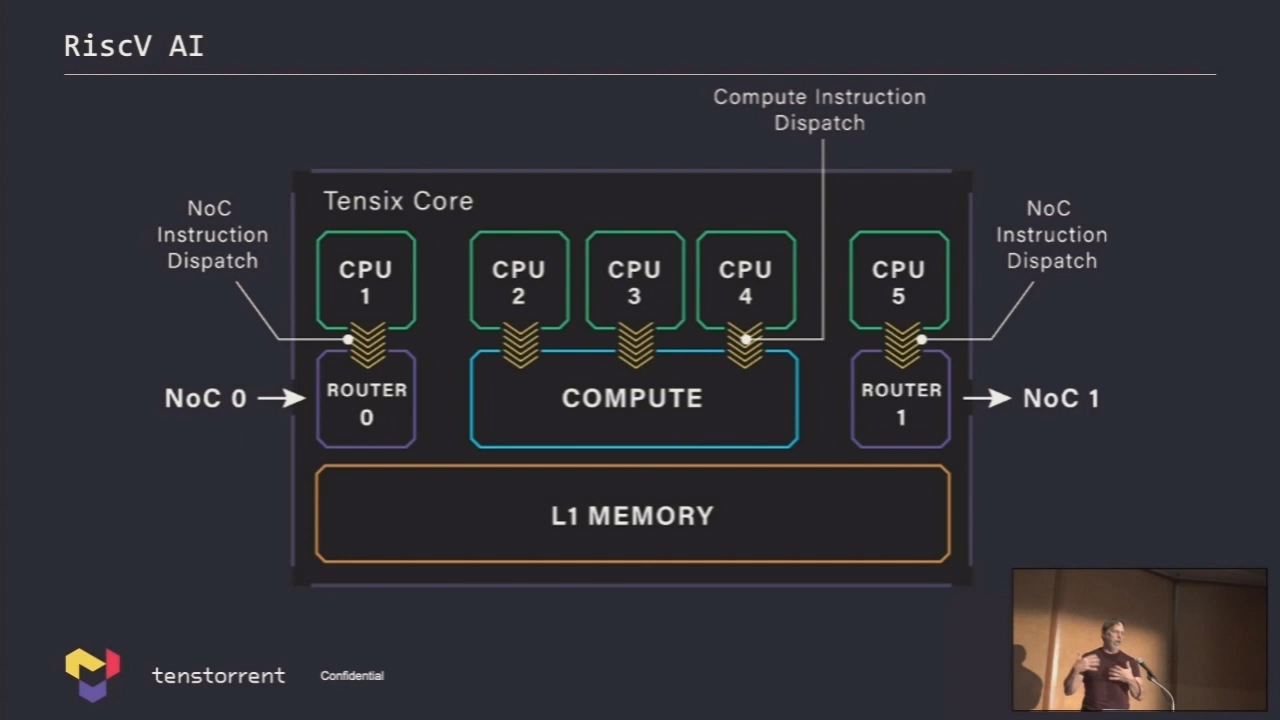 RiscV AI
Compute Instruction
Dispatch
Tensix Core
NoC
Instruction
Dispatch
NoC
Instruction
Dispatch
CPU
1
CPU
2
CPU
3
CPU
4
CPU
5
NoC 0
ROUTER
0
COMPUTE
ROUTER
1
NoC 1
L1 MEMORY
tenstorrent
Confidential